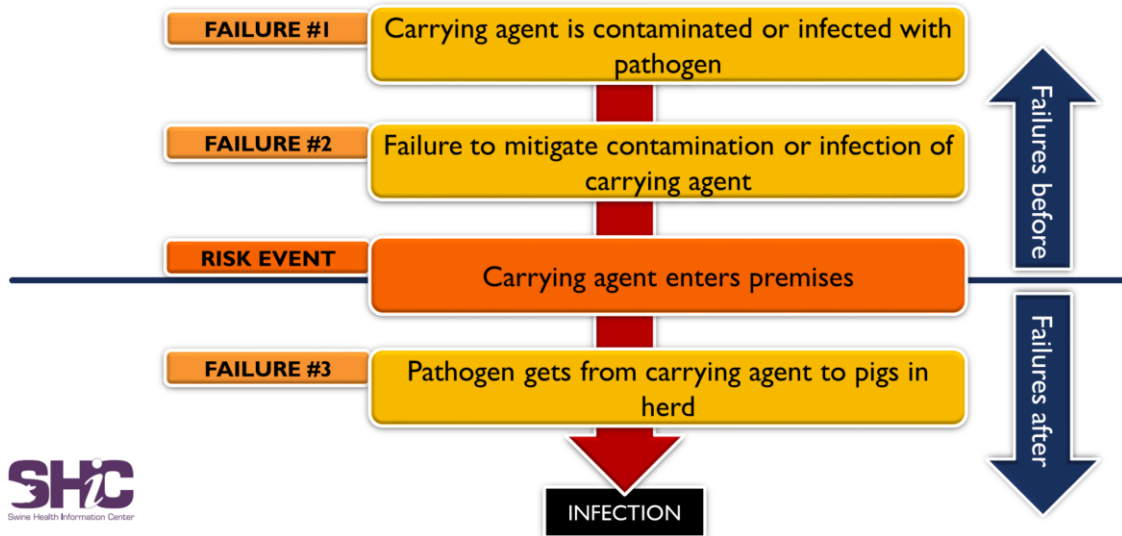 FAILURE #1
Carrying agent is contaminated or infected with
pathogen
FAILURE #2
Failure to mitigate contamination or infection of
carrying agent
RISK EVENT
Carrying agent enters premises
FAILURE #3
Pathogen gets from carrying agent to pigs in
herd
INFECTION
Failures before
Failures after
SHiC
Swine Health Information Center